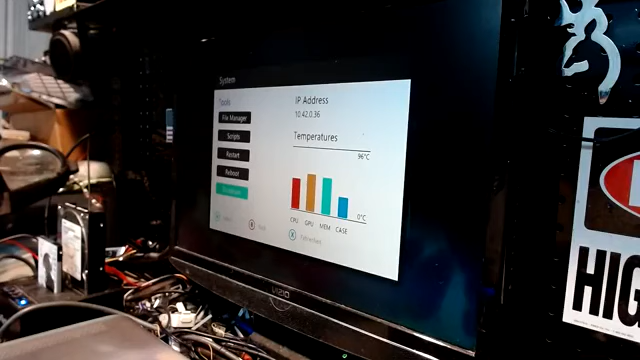 System
Tools
File Manager
Scripts
Restart
Reboot
IP Address
10.42.0.36
Temperatures
96°C
0°C
CPU GPU MEM CASE
X Fahrenheit
VIZIO
HIG